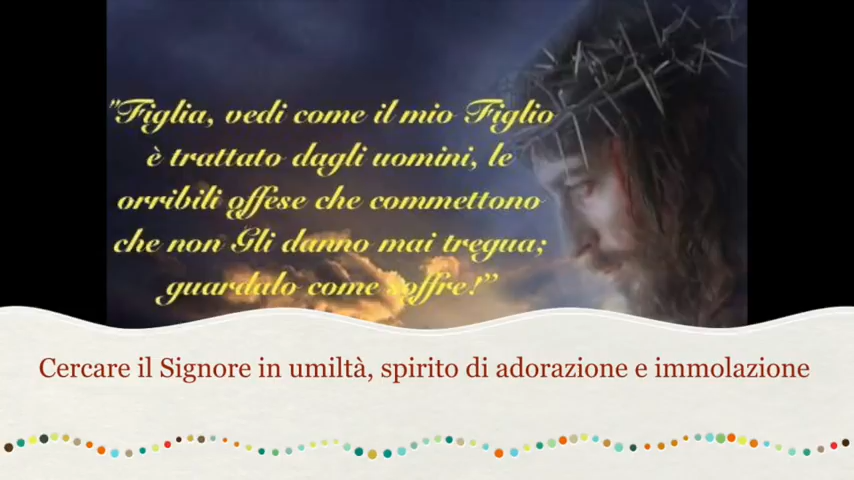 "Figlia, vedi come il mio Figlio
è trattato dagli uomini, le
orribili offese che commettono
che non Gli danno mai tregua;
guardalo come soffre!"
Cercare il Signore in umiltà, spirito di adorazione e immolazione